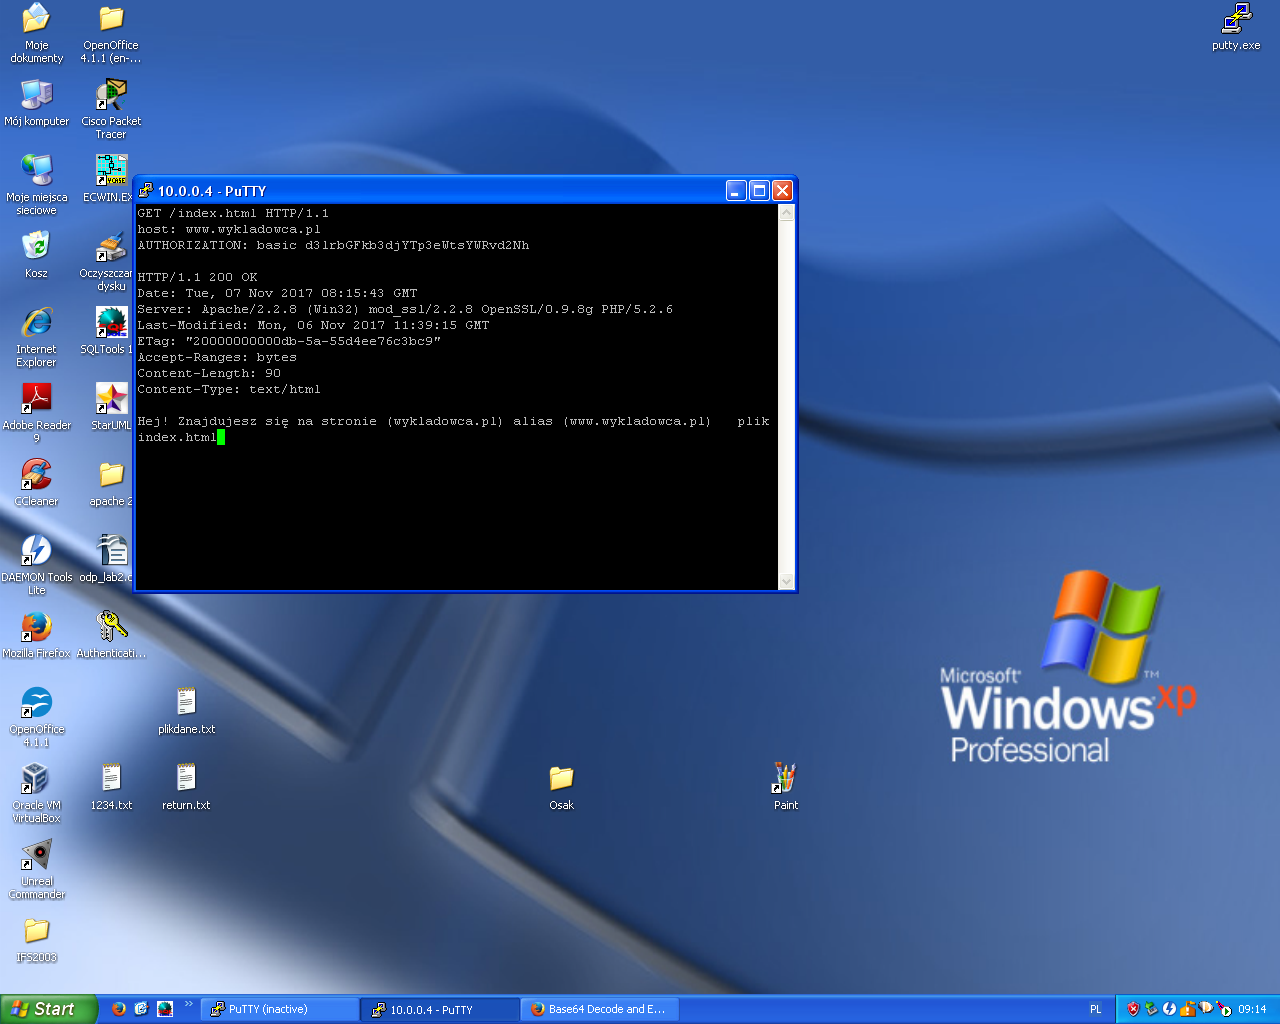 Moje dokumenty
OpenOffice 4.1.1 (en-...
putty.exe
Mój komputer
Cisco Packet Tracer
Moje miejsca sieciowe
ECWIN.EX
Kosz
Oczyszczan dysku
Internet Explorer
SQLTools 1
Adobe Reader 9
StarUML
CCleaner
apache 2
DAEMON Tools Lite
odp_lab2.o
Mozilla Firefox
Authenticati...
OpenOffice 4.1.1
plikdane.txt
Oracle VM VirtualBox
1234.txt
return.txt
Osak
Paint
Unreal Commander
IFS2003
10.0.0.4 - PuTTY
GET /index.html HTTP/1.1
host: www.wykladowca.pl
AUTHORIZATION: basic d3lrbGFkb3djYTp3eWtsYWRvd2Nh
HTTP/1.1 200 OK
Date: Tue, 07 Nov 2017 08:15:43 GMT
Server: Apache/2.2.8 (Win32) mod_ssl/2.2.8 OpenSSL/0.9.8g PHP/5.2.6
Last-Modified: Mon, 06 Nov 2017 11:39:15 GMT
ETag: "20000000000db-5a-55d4ee76c3bc9"
Accept-Ranges: bytes
Content-Length: 90
Content-Type: text/html
Hej! Znajdujesz się na stronie (wykladowca.pl) alias (www.wykladowca.pl) plik
index.html
Microsoft®
Windows xp™
Professional
Start
PuTTY (inactive)
10.0.0.4 - PuTTY
Base64 Decode and E...
PL
09:14